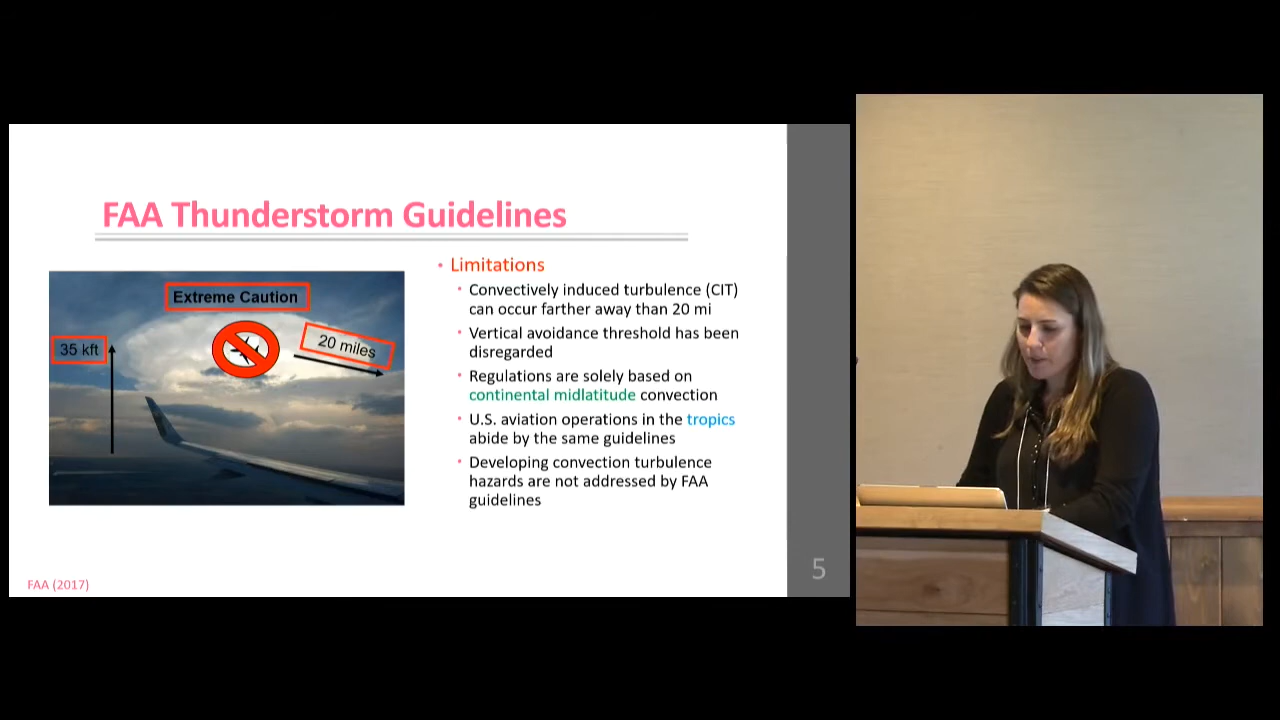 FAA Thunderstorm Guidelines
Extreme Caution
35 kft
20 miles
• Limitations
• Convectively induced turbulence (CIT)
can occur farther away than 20 mi
• Vertical avoidance threshold has been
disregarded
• Regulations are solely based on
continental midlatitude convection
• U.S. aviation operations in the tropics
abide by the same guidelines
• Developing convection turbulence
hazards are not addressed by FAA
guidelines
5
FAA (2017)